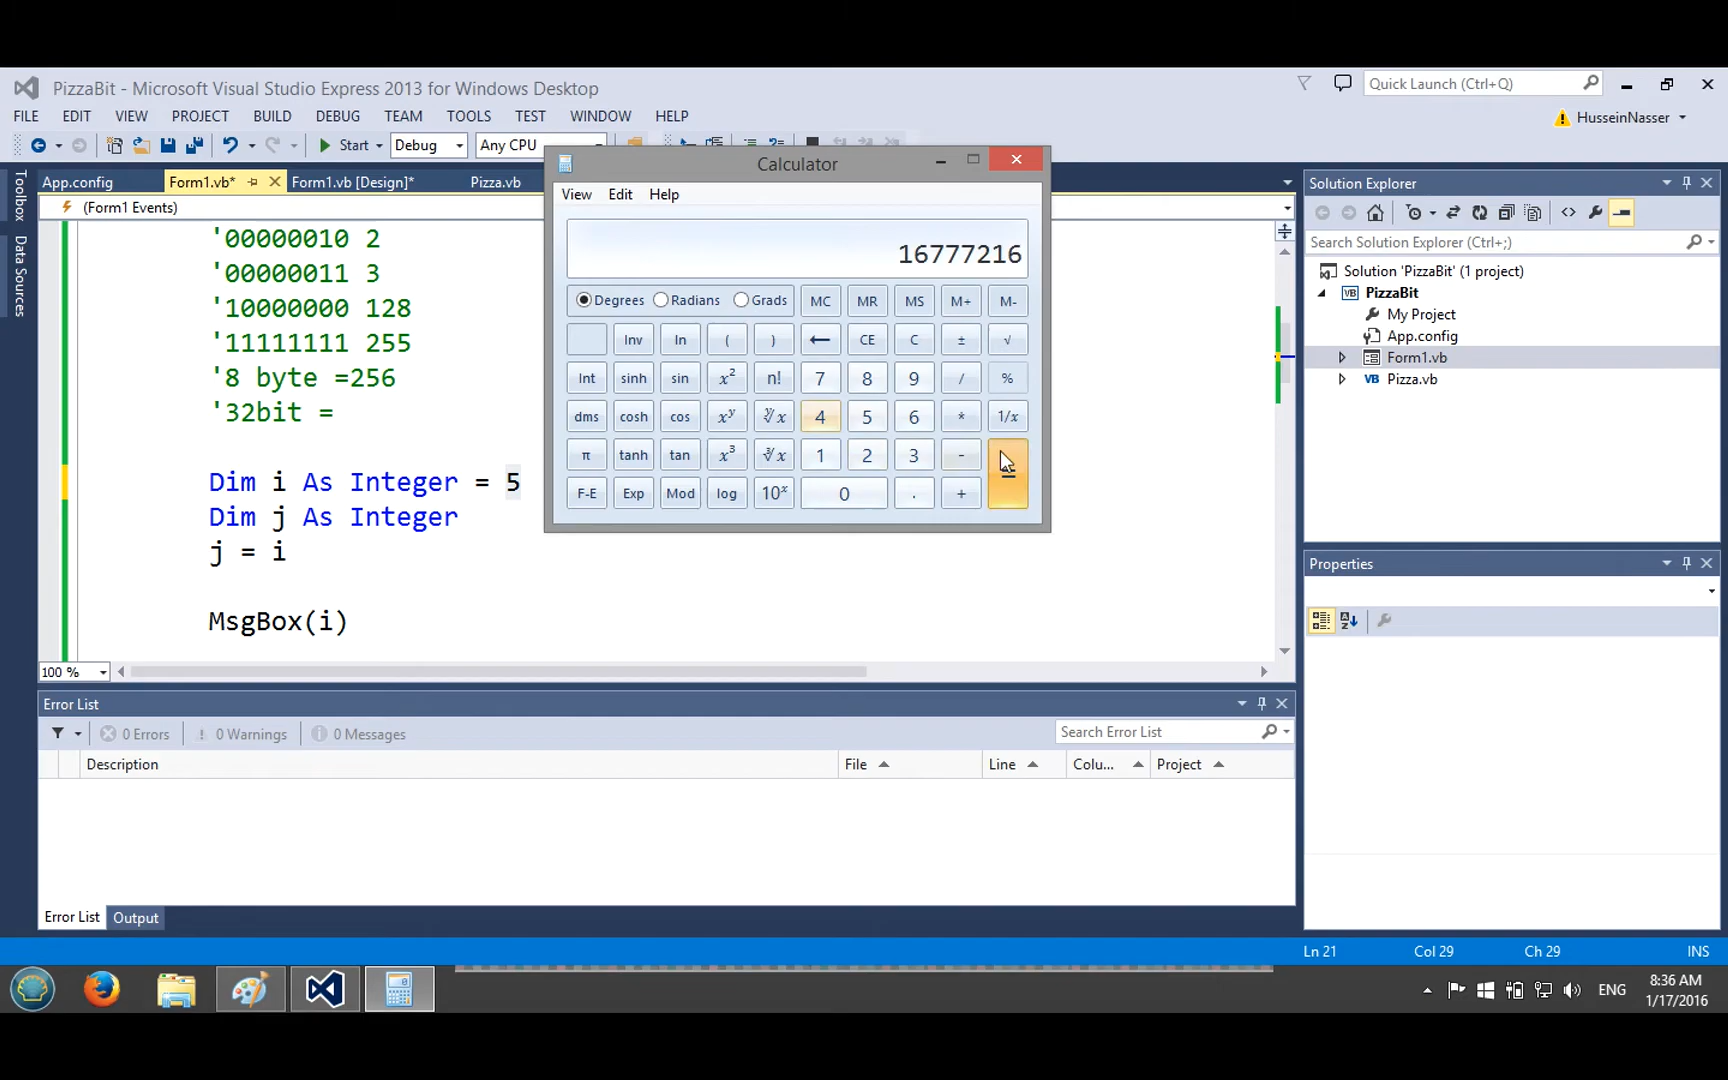 PizzaBit - Microsoft Visual Studio Express 2013 for Windows Desktop
Quick Launch (Ctrl+Q)
FILE EDIT VIEW PROJECT BUILD DEBUG TEAM TOOLS TEST WINDOW HELP
HusseinNasser
Start Debug Any CPU
Toolbox
Data Sources
App.config Form1.vb* Form1.vb [Design]* Pizza.vb
(Form1 Events)
'00000010 2
'00000011 3
'10000000 128
'11111111 255
'8 byte =256
'32bit =
Dim i As Integer = 5
Dim j As Integer
j = i
MsgBox(i)
100 %
Calculator
View Edit Help
16777216
Degrees Radians Grads MC MR MS M+ M-
Inv ln ( ) ← CE C ± √
Int sinh sin x² n! 7 8 9 / %
dms cosh cos xʸ ʸ√x 4 5 6 * 1/x
π tanh tan x³ ³√x 1 2 3 - =
F-E Exp Mod log 10ˣ 0 . +
Solution Explorer
Search Solution Explorer (Ctrl+;)
Solution 'PizzaBit' (1 project)
VB PizzaBit
My Project
App.config
Form1.vb
VB Pizza.vb
Properties
Error List
0 Errors 0 Warnings 0 Messages
Search Error List
Description File Line Colu... Project
Error List Output
Ln 21 Col 29 Ch 29 INS
ENG
8:36 AM
1/17/2016